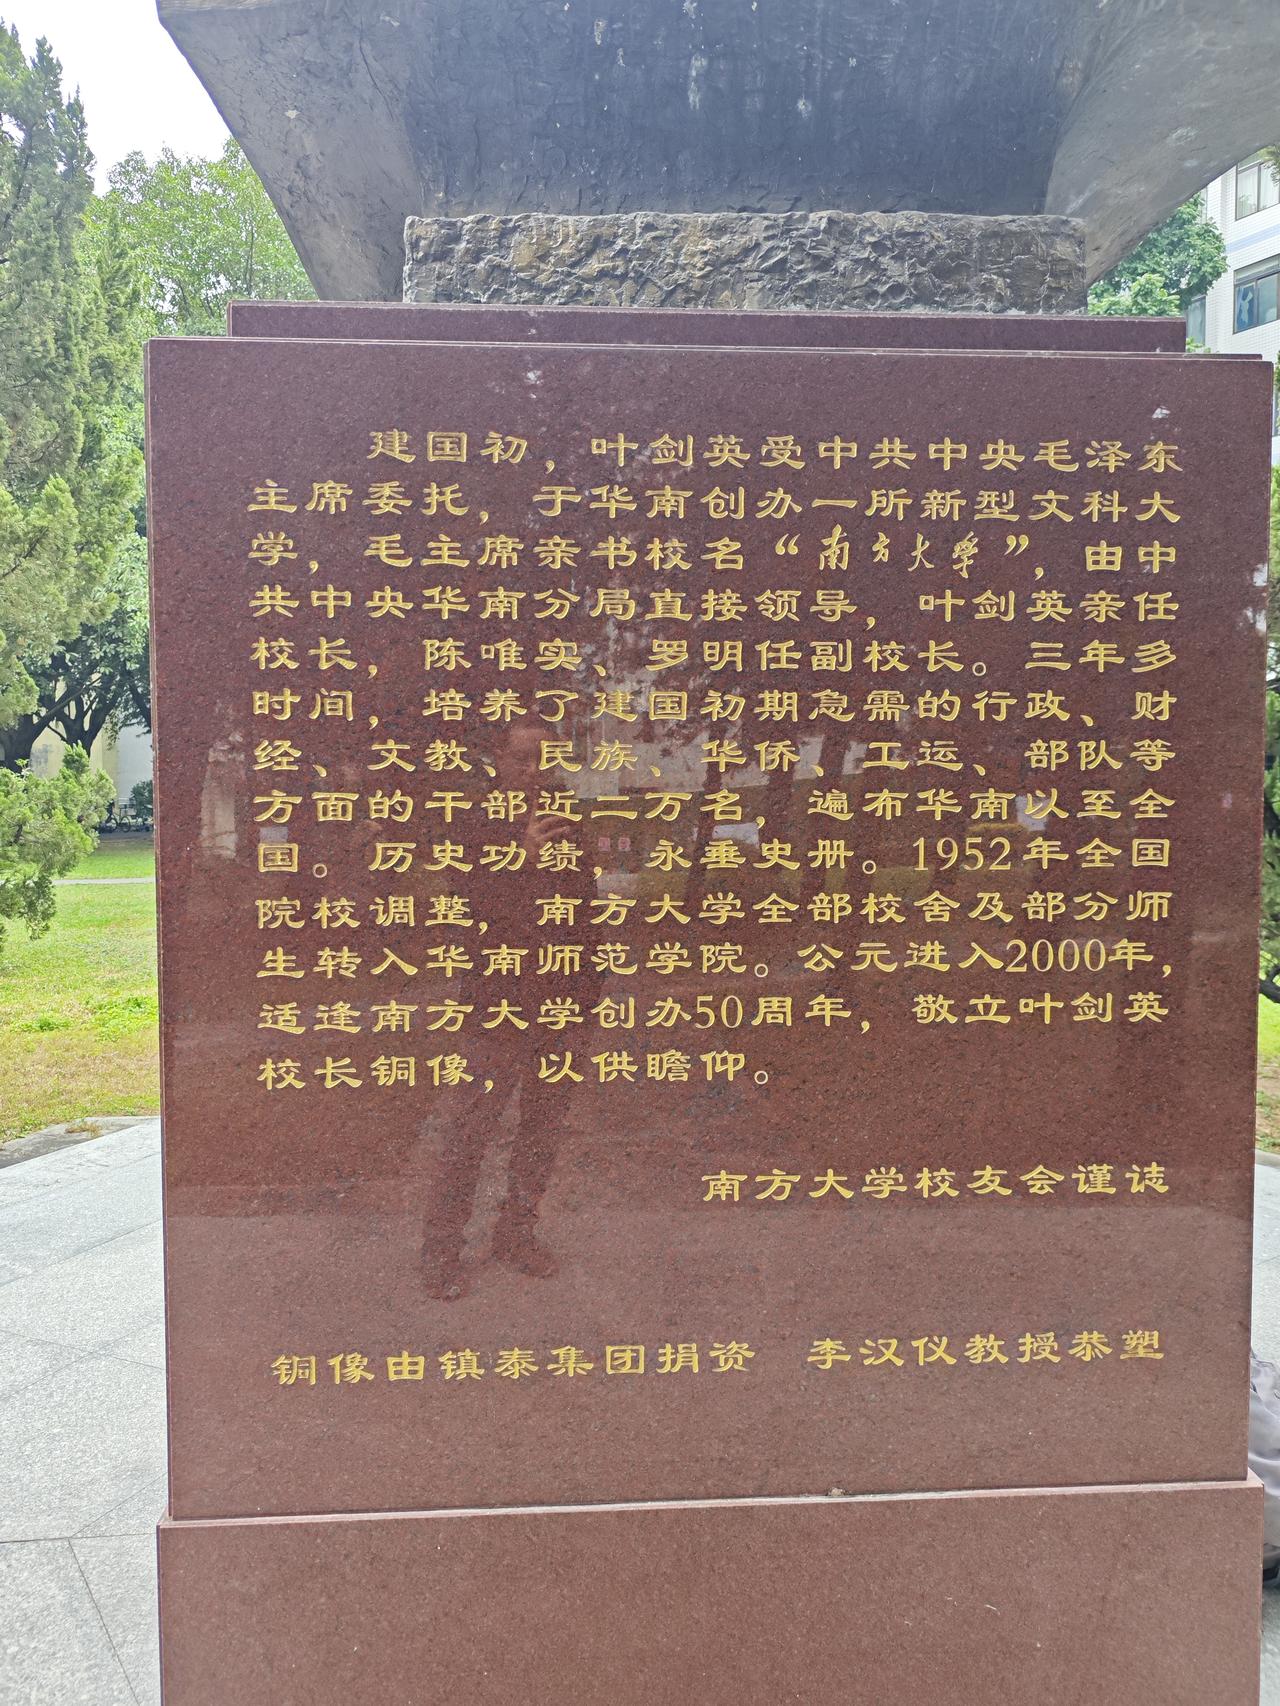 建国初，叶剑英受中共中央毛泽东
主席委托，于华南创办一所新型文科大
学，毛主席亲书校名“南方大学”，由中
共中央华南分局直接领导，叶剑英亲任
校长，陈唯实、罗明任副校长。三年多
时间，培养了建国初期急需的行政、财
经、文教、民族、华侨、工运、部队等
方面的干部近二万名，遍布华南以至全
国。历史功绩，永垂史册。1952年全国
院校调整，南方大学全部校舍及部分师
生转入华南师范学院。公元进入2000年，
适逢南方大学创办50周年，敬立叶剑英
校长铜像，以供瞻仰。
南方大学校友会谨志
铜像由镇泰集团捐资　李汉仪教授恭塑